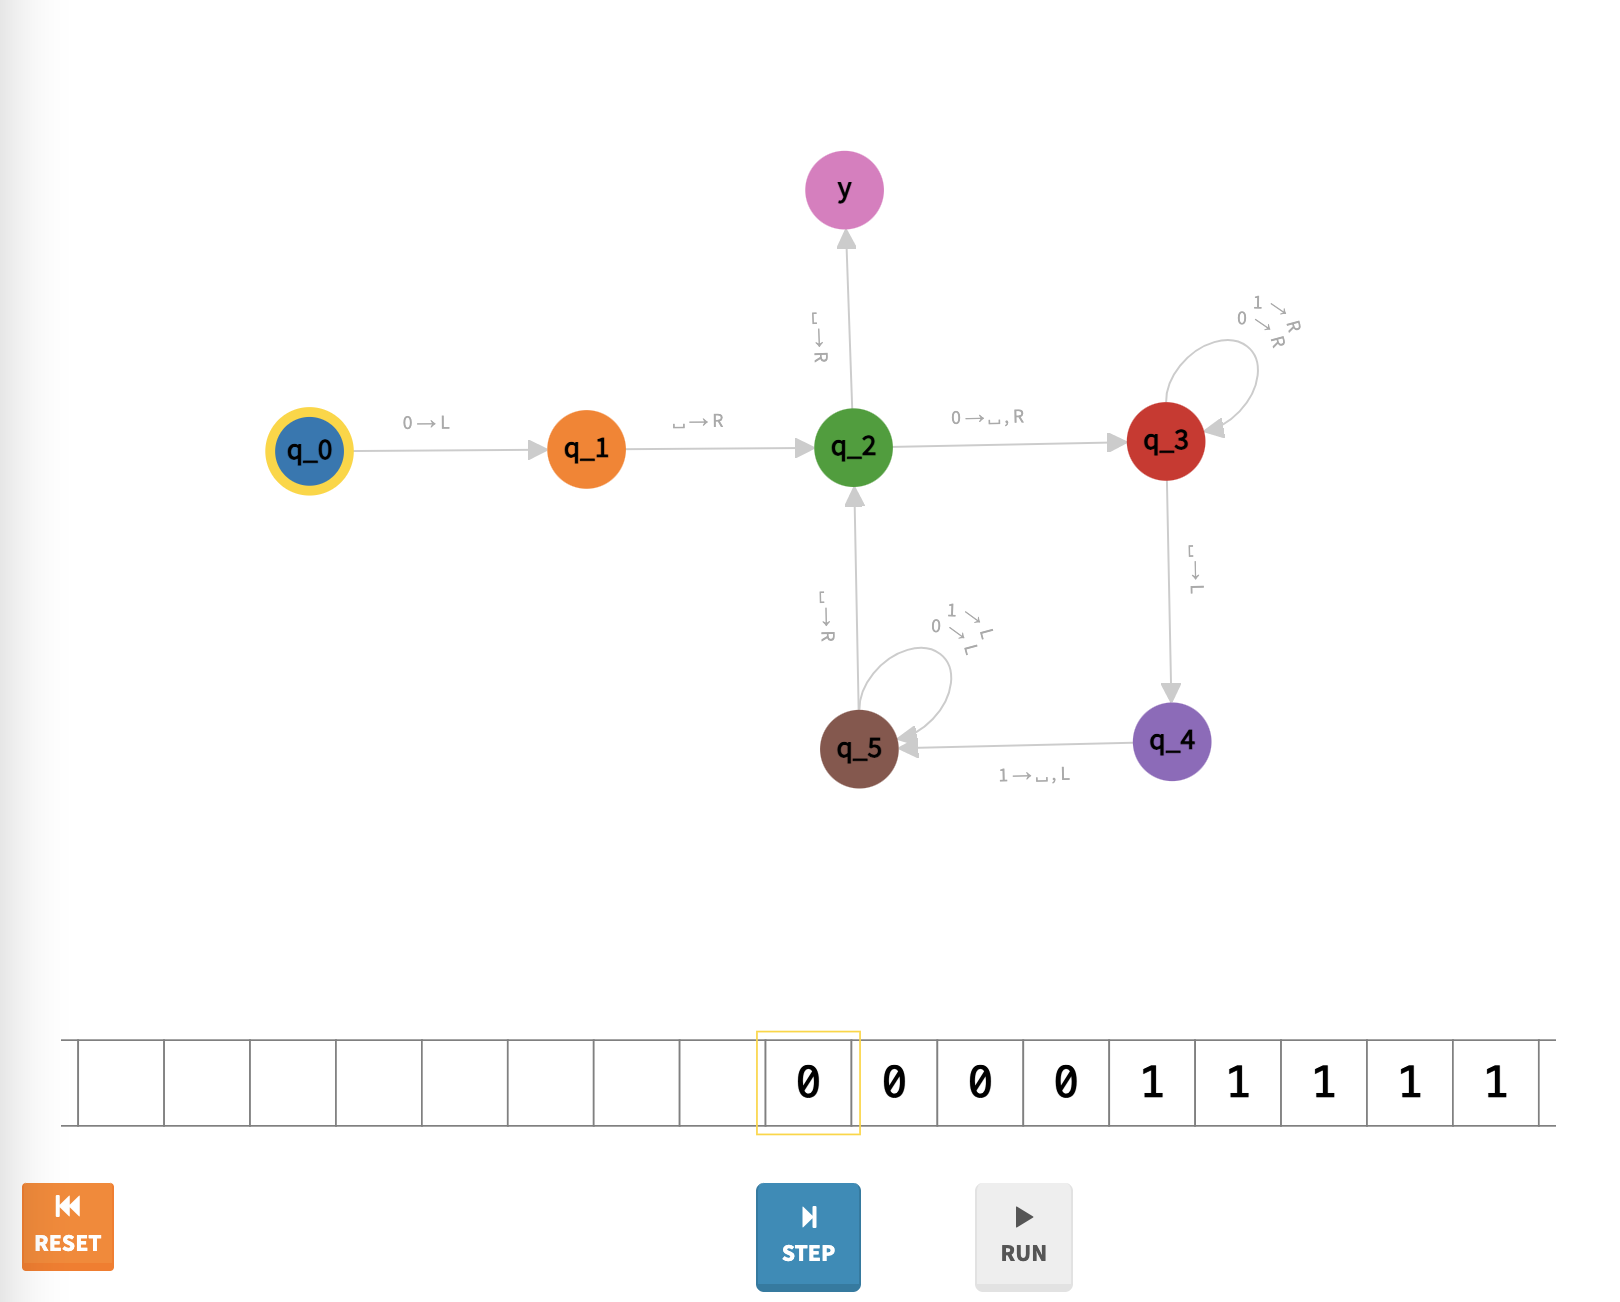 y
␣→R
1→R
0→R
q_0
0→L
q_1
␣→R
q_2
0→␣,R
q_3
␣→L
␣→R
1→L
0→L
q_5
1→␣,L
q_4
0 0 0 0 1 1 1 1 1
RESET
STEP
RUN